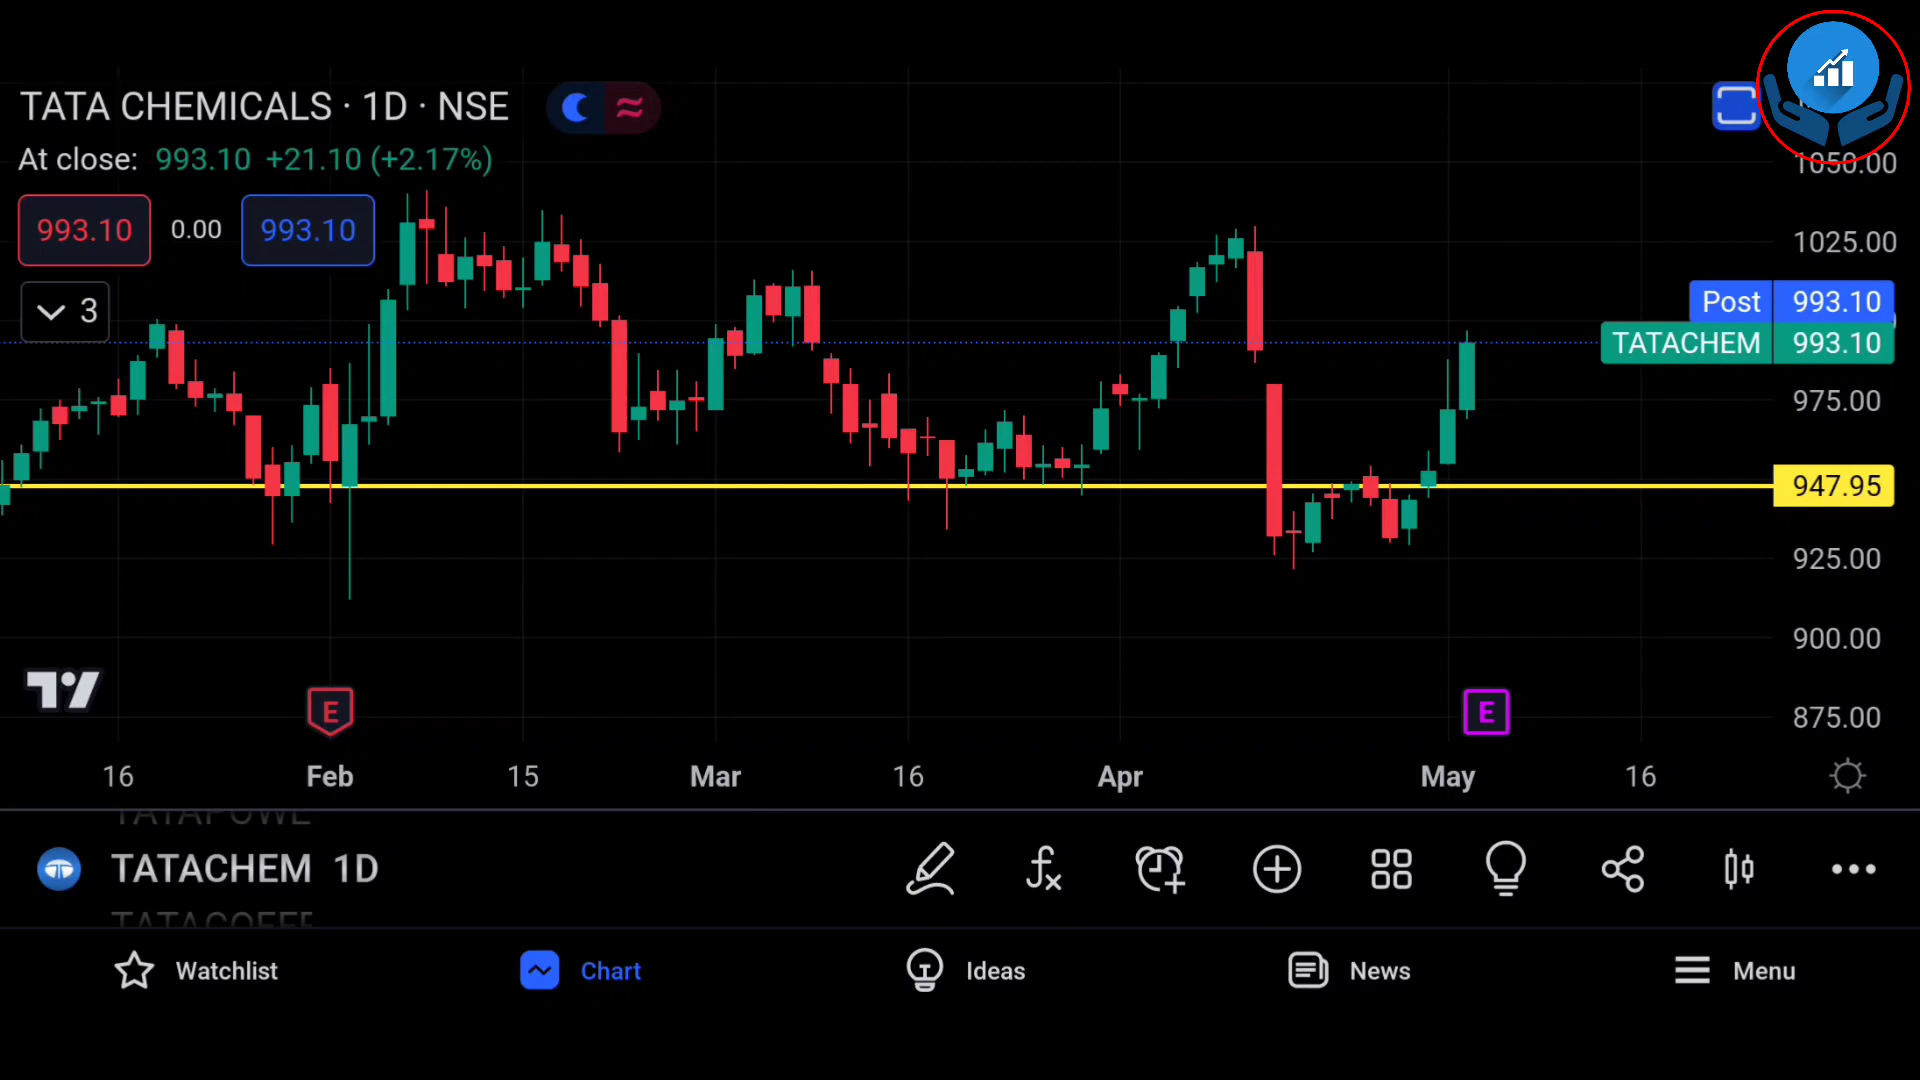 TATA CHEMICALS · 1D · NSE
At close: 993.10 +21.10 (+2.17%)
993.10 0.00 993.10
3
1050.00
1025.00
Post 993.10
TATACHEM 993.10
975.00
947.95
925.00
900.00
875.00
E E
16 Feb 15 Mar 16 Apr May 16
TATACHEM 1D
Watchlist Chart Ideas News Menu